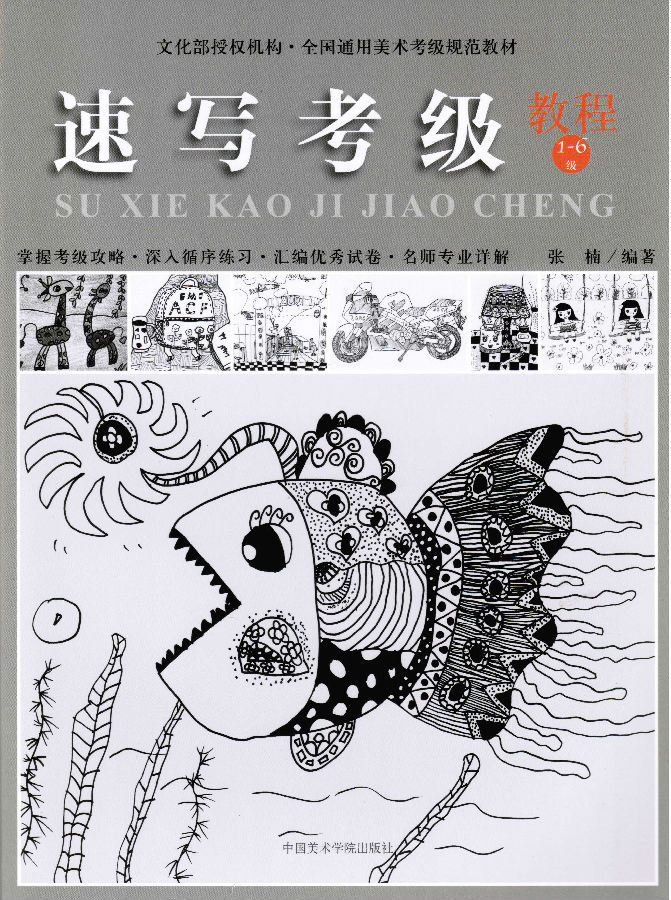 文化部授权机构·全国通用美术考级规范教材
速写考级 教程
1-6
级
SU XIE KAO JI JIAO CHENG
掌握考级攻略·深入循序练习·汇编优秀试卷·名师专业详解 张 楠／编著
中国美术学院出版社